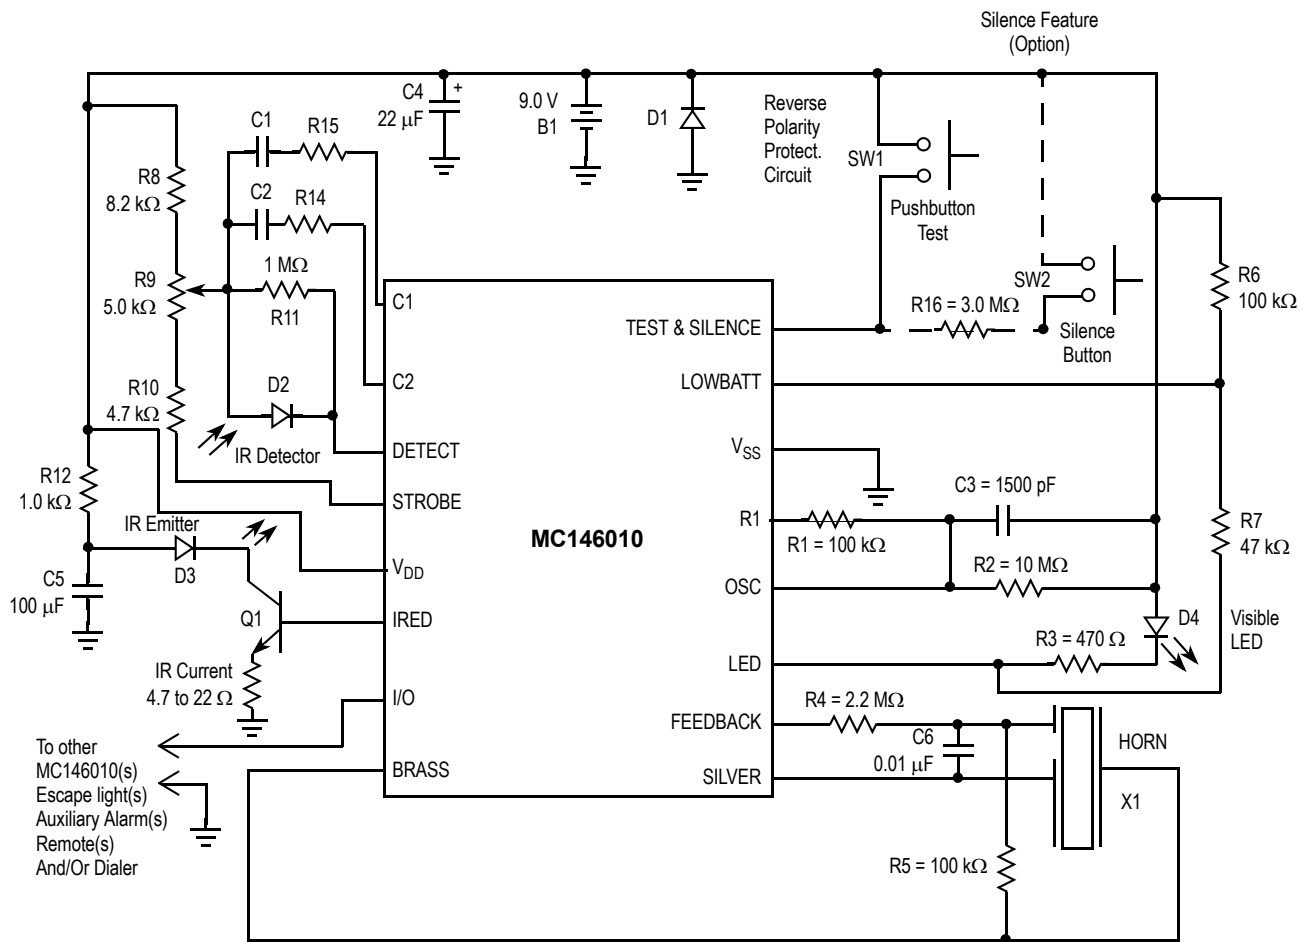 Silence Feature
(Option)
C4
+
22 µF
9.0 V
B1
D1
Reverse
Polarity
Protect.
Circuit
SW1
Pushbutton
Test
C1
R15
R8
8.2 kΩ
C2
R14
R9
5.0 kΩ
1 MΩ
R11
SW2
R6
100 kΩ
R16 = 3.0 MΩ
Silence
Button
C1
TEST & SILENCE
C2
LOWBATT
R10
4.7 kΩ
D2
IR Detector
DETECT
VSS
R12
1.0 kΩ
STROBE
C3 = 1500 pF
IR Emitter
D3
R1
R1 = 100 kΩ
R7
47 kΩ
MC146010
C5
100 µF
VDD
OSC
R2 = 10 MΩ
Q1
IRED
D4
Visible
LED
IR Current
4.7 to 22 Ω
LED
R3 = 470 Ω
I/O
R4 = 2.2 MΩ
FEEDBACK
C6
0.01 µF
HORN
X1
SILVER
BRASS
To other
MC146010(s)
Escape light(s)
Auxiliary Alarm(s)
Remote(s)
And/Or Dialer
R5 = 100 kΩ